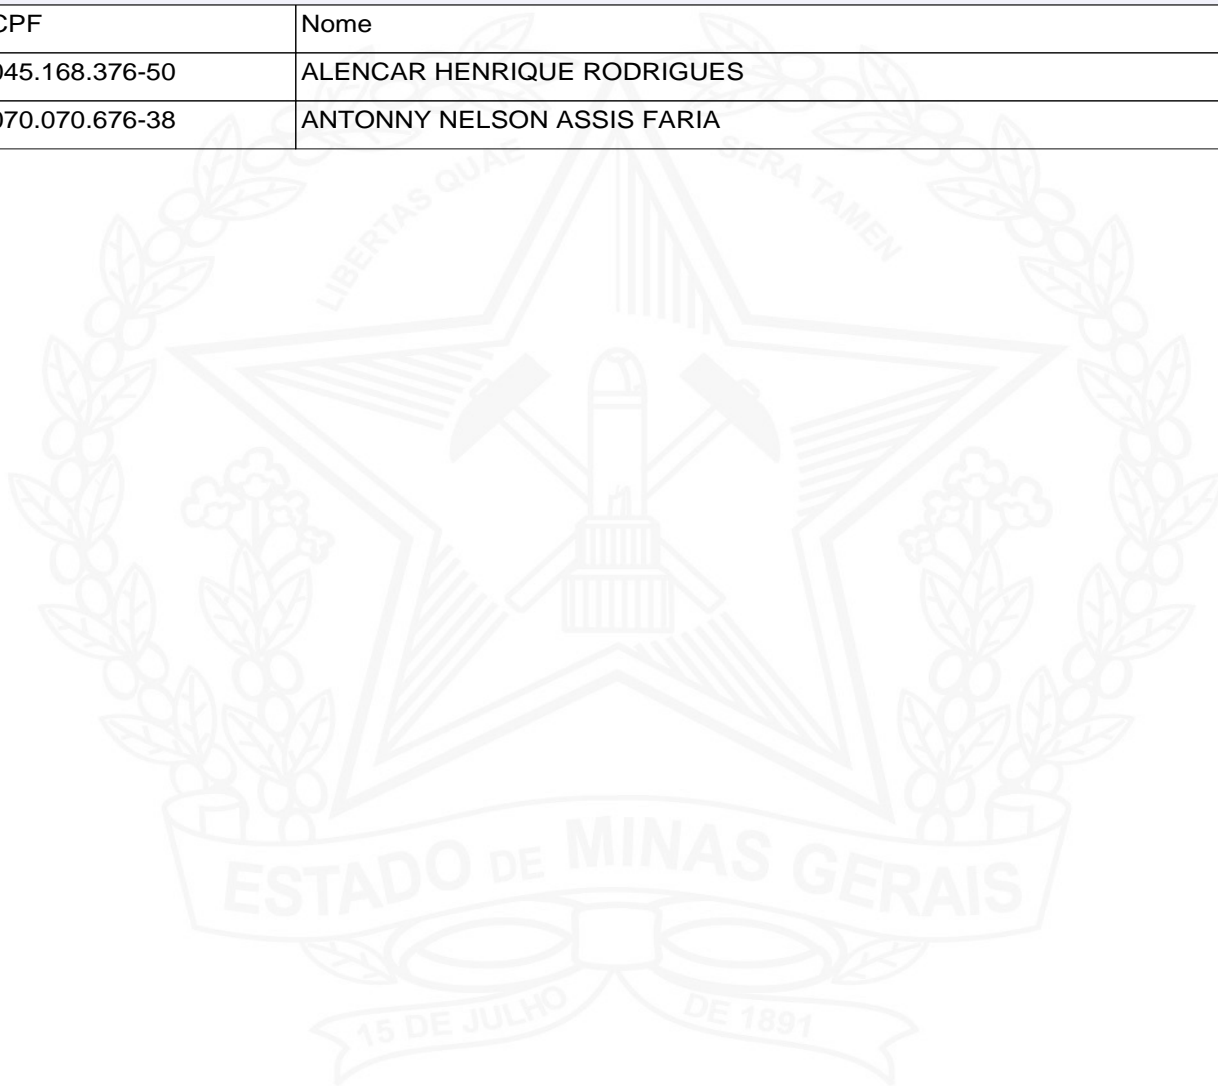 CPF Nome
045.168.376-50 ALENCAR HENRIQUE RODRIGUES
070.070.676-38 ANTONNY NELSON ASSIS FARIA
LIBERTAS QUAE SERA TAMEN
ESTADO DE MINAS GERAIS
15 DE JULHO DE 1891